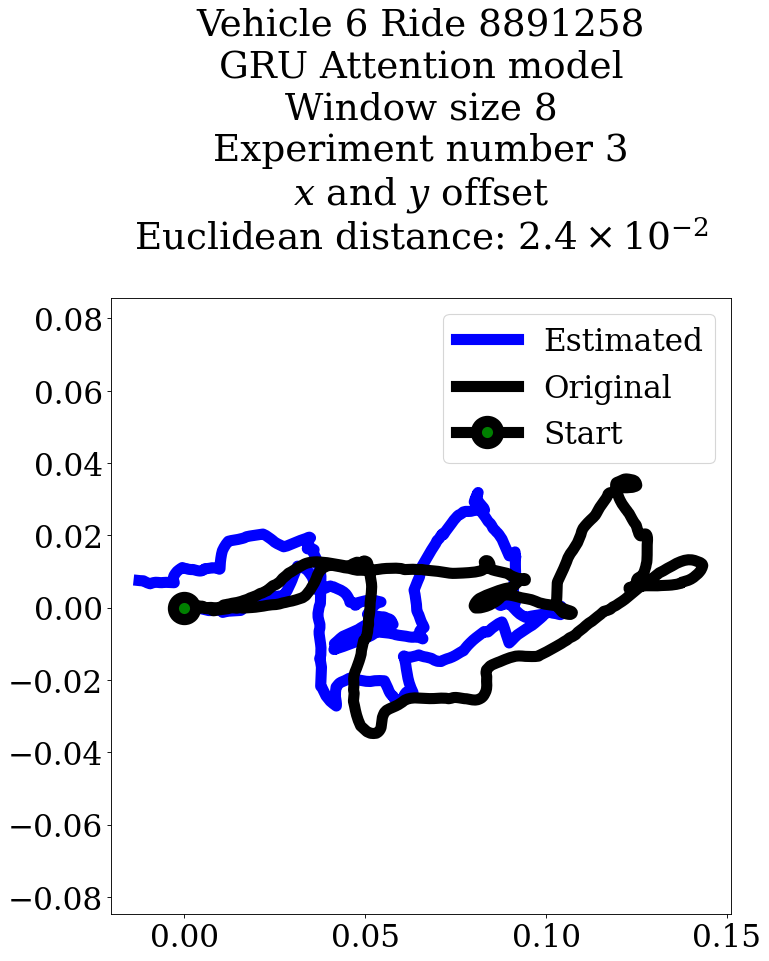 Vehicle 6 Ride 8891258
GRU Attention model
Window size 8
Experiment number 3
x and y offset
Euclidean distance: 2.4 × 10⁻²
Estimated
Original
Start
0.08
0.06
0.04
0.02
0.00
−0.02
−0.04
−0.06
−0.08
0.00 0.05 0.10 0.15